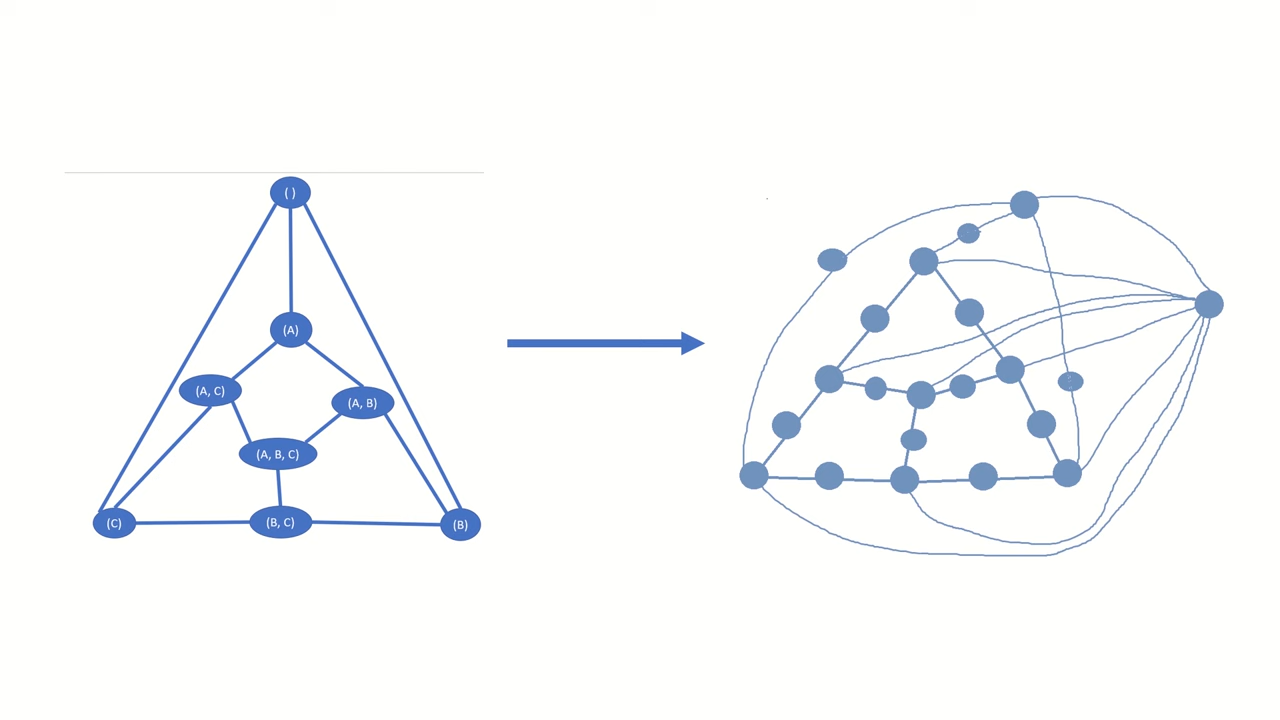 ( )
(A)
(A, C)
(A, B)
(A, B, C)
(C)
(B, C)
(B)